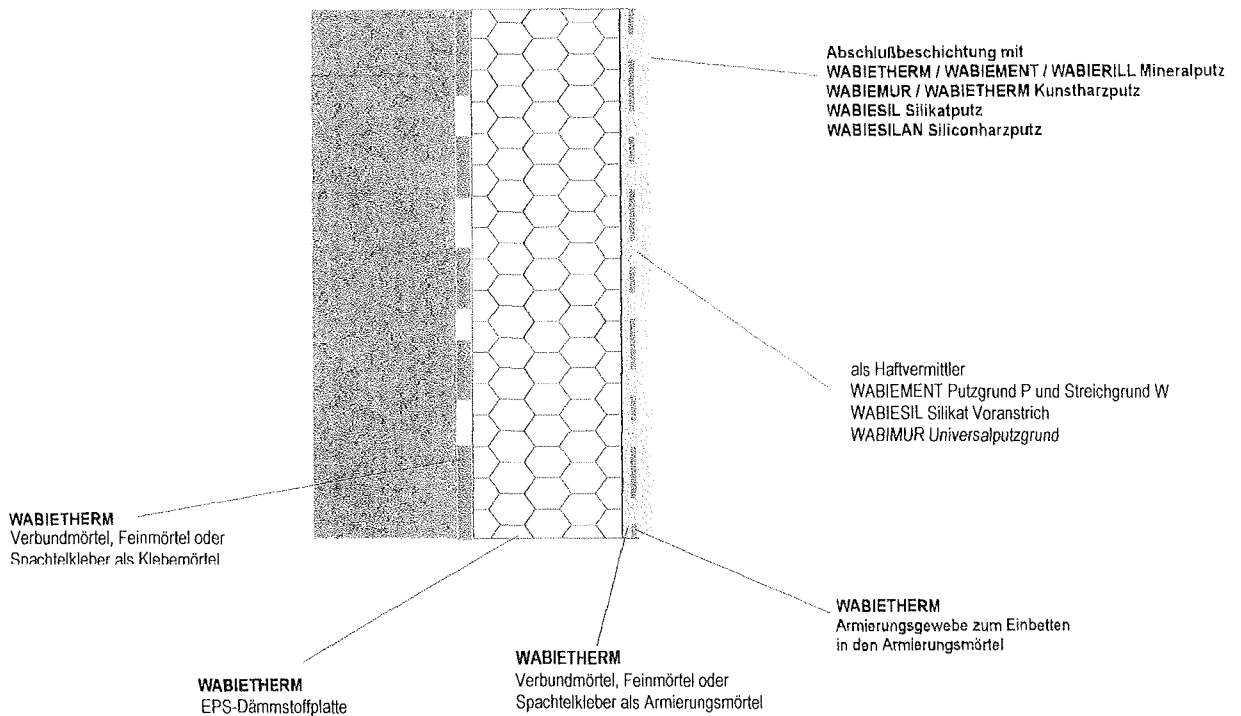 Abschlußbeschichtung mit
WABIETHERM / WABIEMENT / WABIERILL Mineralputz
WABIEMUR / WABIETHERM Kunstharzputz
WABIESIL Silikatputz
WABIESILAN Siliconharzputz
als Haftvermittler
WABIEMENT Putzgrund P und Streichgrund W
WABIESIL Silikat Voranstrich
WABIMUR Universalputzgrund
WABIETHERM
Verbundmörtel, Feinmörtel oder
Spachtelkleber als Klebemörtel
WABIETHERM
Armierungsgewebe zum Einbetten
in den Armierungsmörtel
WABIETHERM
Verbundmörtel, Feinmörtel oder
Spachtelkleber als Armierungsmörtel
WABIETHERM
EPS-Dämmstoffplatte